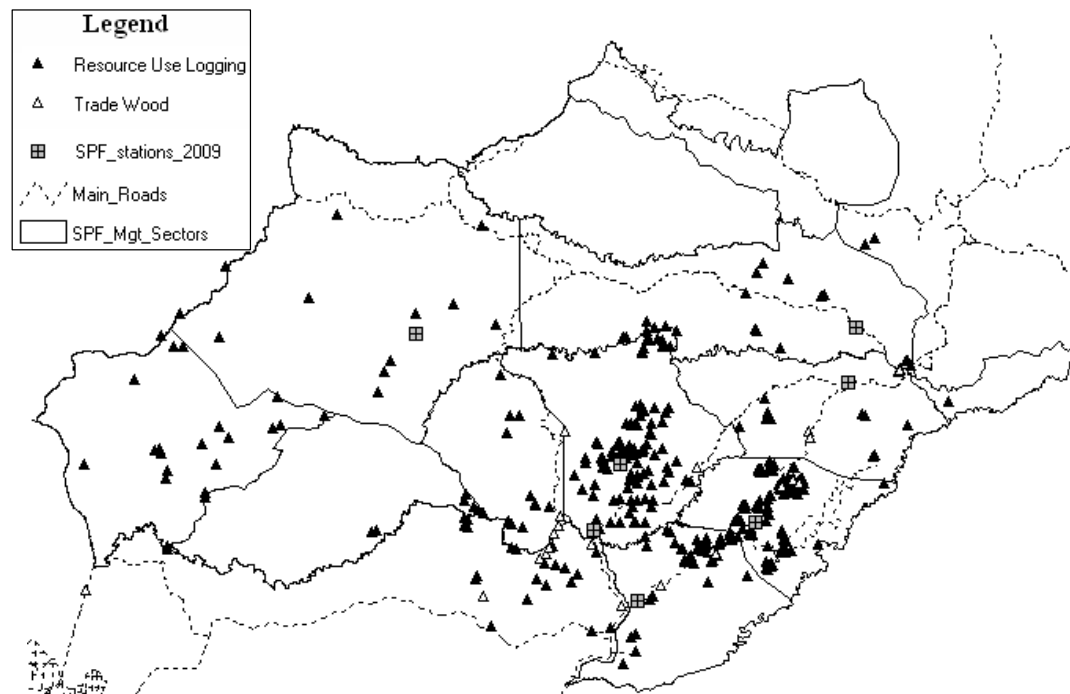 Legend
Resource Use Logging
Trade Wood
SPF_stations_2009
Main_Roads
SPF_Mgt_Sectors